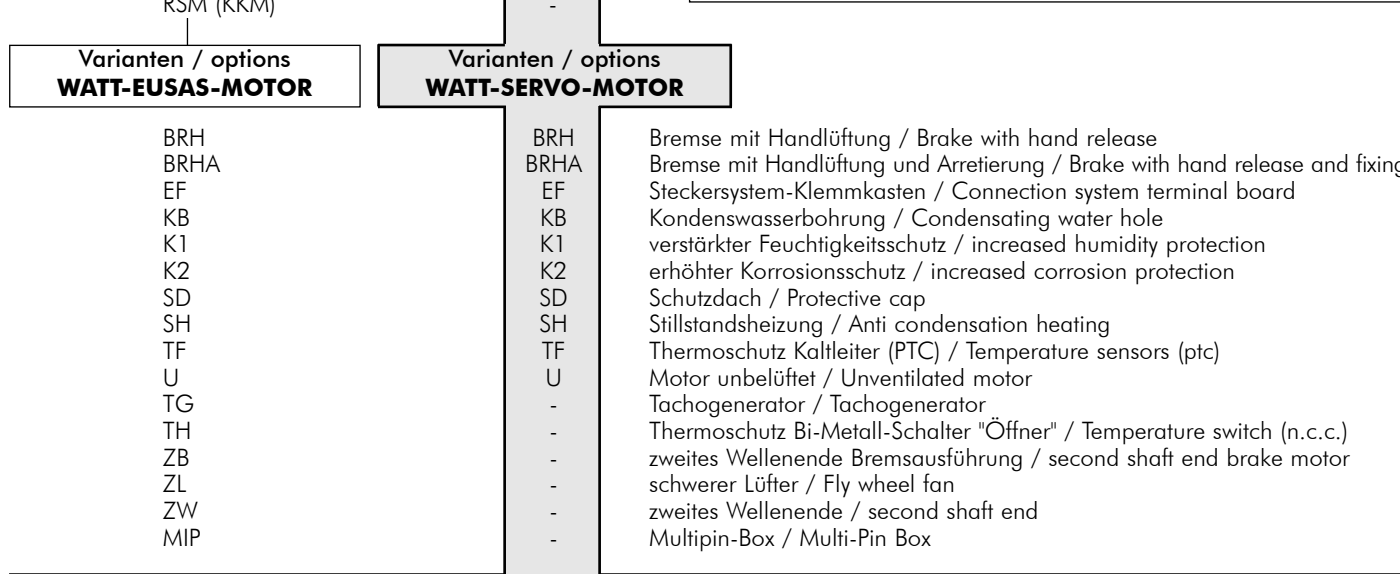 RSM (KKM) -
Varianten / options
WATT-EUSAS-MOTOR
Varianten / options
WATT-SERVO-MOTOR
BRH BRH Bremse mit Handlüftung / Brake with hand release
BRHA BRHA Bremse mit Handlüftung und Arretierung / Brake with hand release and fixing
EF EF Steckersystem-Klemmkasten / Connection system terminal board
KB KB Kondenswasserbohrung / Condensating water hole
K1 K1 verstärkter Feuchtigkeitsschutz / increased humidity protection
K2 K2 erhöhter Korrosionsschutz / increased corrosion protection
SD SD Schutzdach / Protective cap
SH SH Stillstandsheizung / Anti condensation heating
TF TF Thermoschutz Kaltleiter (PTC) / Temperature sensors (ptc)
U U Motor unbelüftet / Unventilated motor
TG - Tachogenerator / Tachogenerator
TH - Thermoschutz Bi-Metall-Schalter "Öffner" / Temperature switch (n.c.c.)
ZB - zweites Wellenende Bremsausführung / second shaft end brake motor
ZL - schwerer Lüfter / Fly wheel fan
ZW - zweites Wellenende / second shaft end
MIP - Multipin-Box / Multi-Pin Box